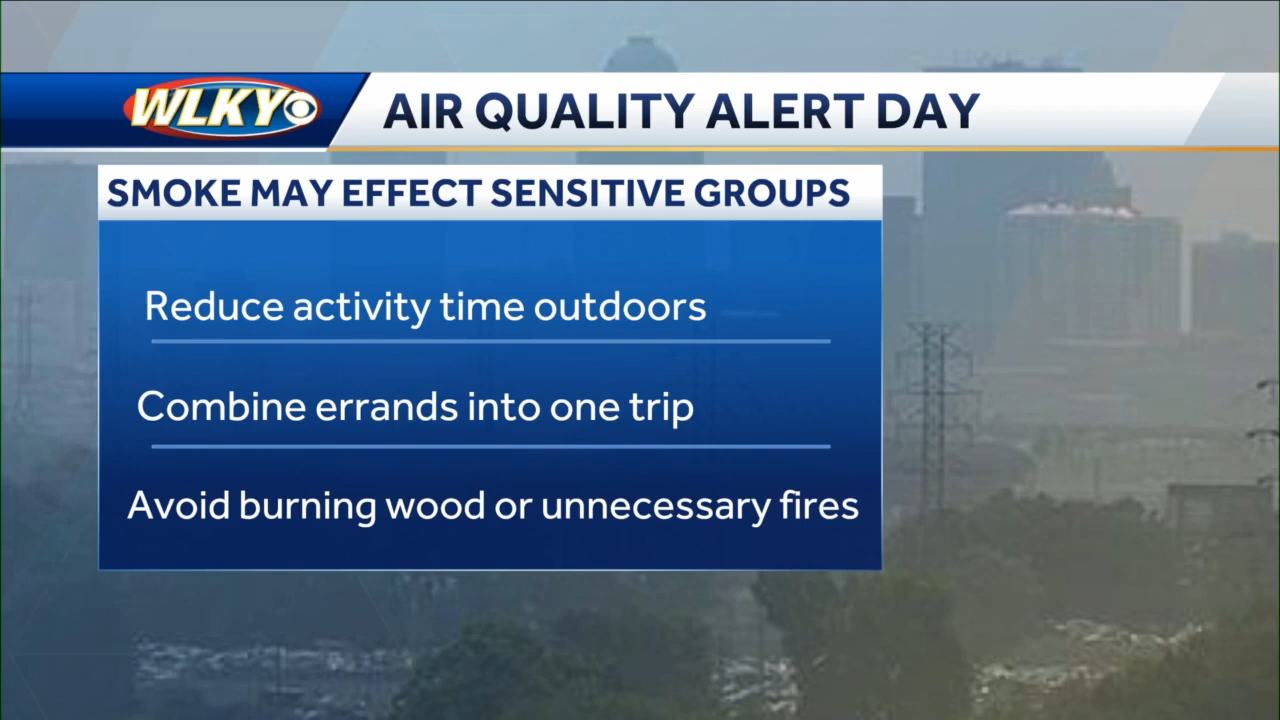 WLKY
AIR QUALITY ALERT DAY
SMOKE MAY EFFECT SENSITIVE GROUPS
Reduce activity time outdoors
Combine errands into one trip
Avoid burning wood or unnecessary fires